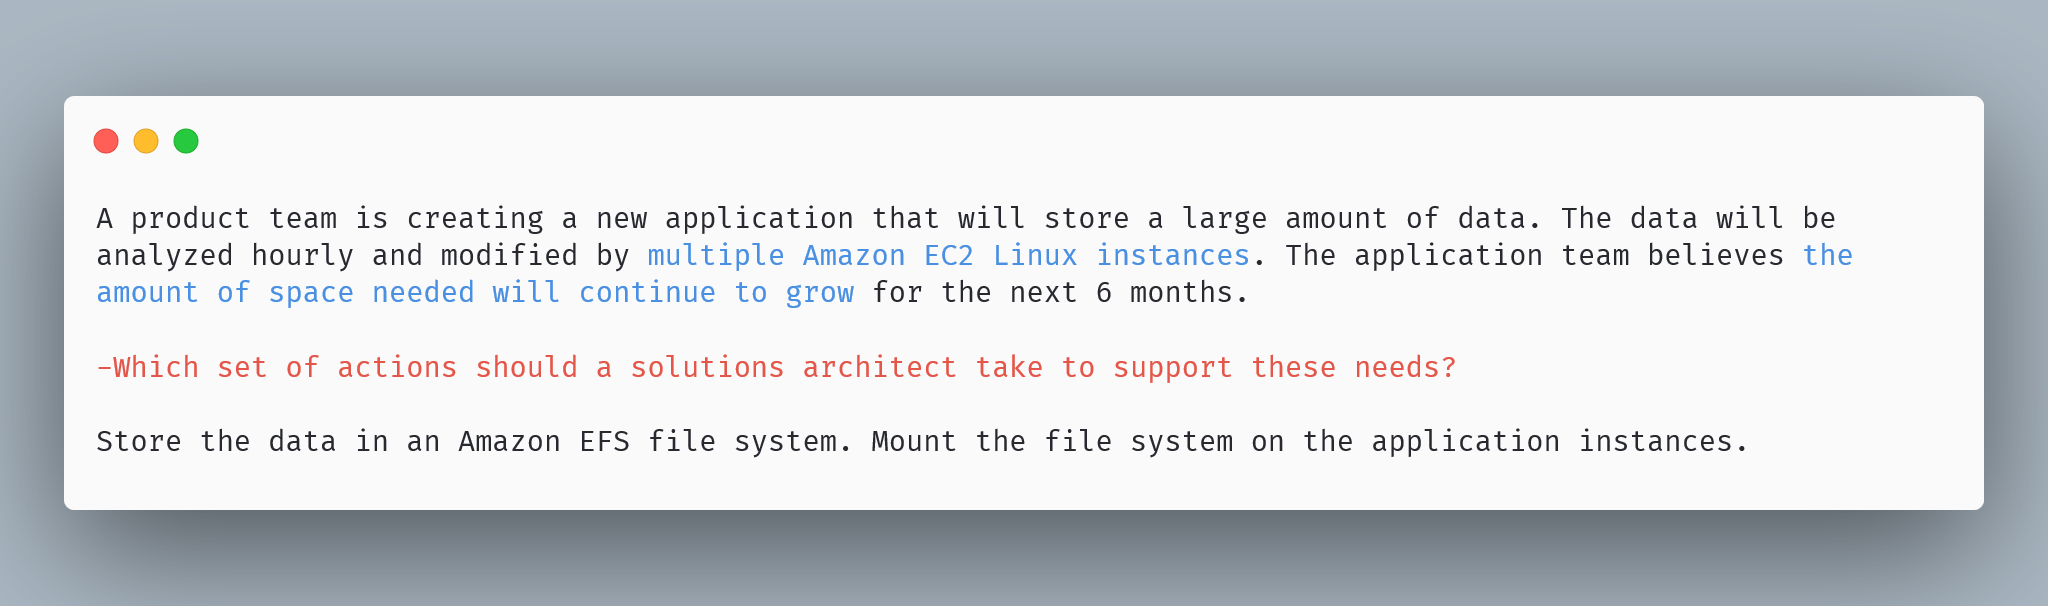 A product team is creating a new application that will store a large amount of data. The data will be
analyzed hourly and modified by multiple Amazon EC2 Linux instances. The application team believes the
amount of space needed will continue to grow for the next 6 months.
-Which set of actions should a solutions architect take to support these needs?
Store the data in an Amazon EFS file system. Mount the file system on the application instances.